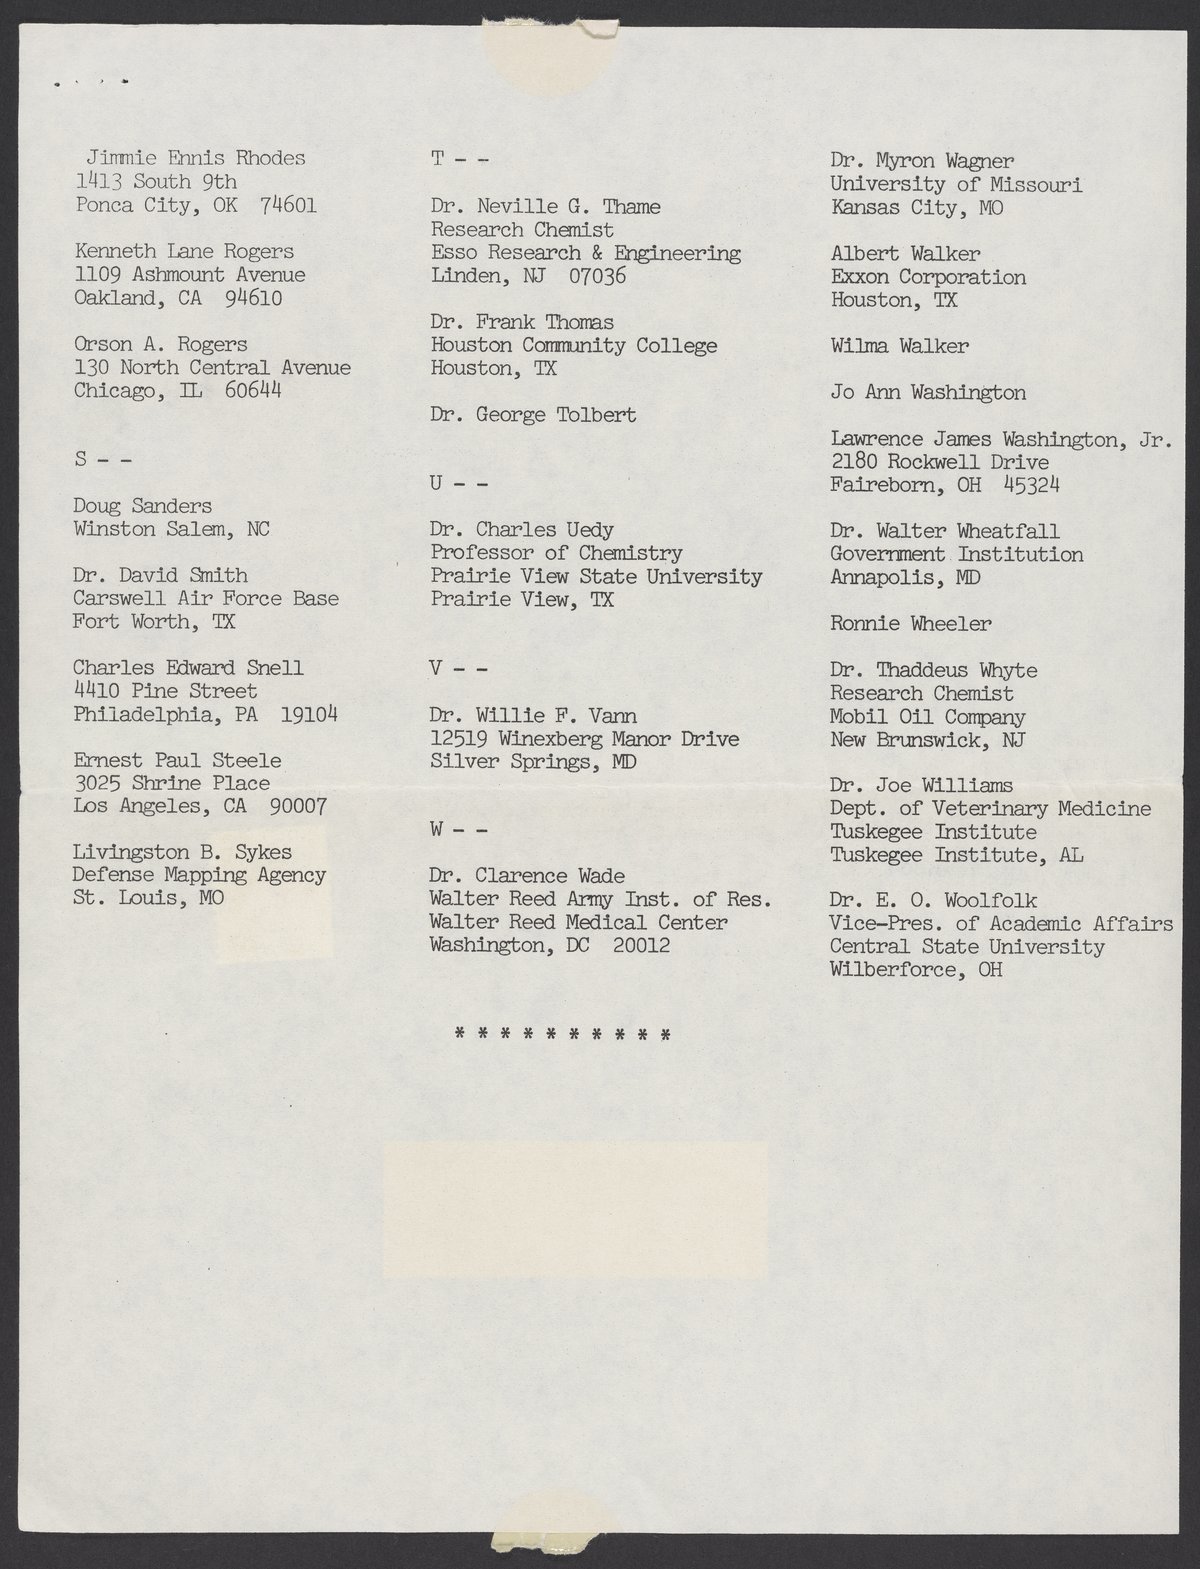 Jimmie Ennis Rhodes
1413 South 9th
Ponca City, OK 74601
Kenneth Lane Rogers
1109 Ashmount Avenue
Oakland, CA 94610
Orson A. Rogers
130 North Central Avenue
Chicago, IL 60644
S - -
Doug Sanders
Winston Salem, NC
Dr. David Smith
Carswell Air Force Base
Fort Worth, TX
Charles Edward Snell
4410 Pine Street
Philadelphia, PA 19104
Ernest Paul Steele
3025 Shrine Place
Los Angeles, CA 90007
Livingston B. Sykes
Defense Mapping Agency
St. Louis, MO
T - -
Dr. Neville G. Thame
Research Chemist
Esso Research & Engineering
Linden, NJ 07036
Dr. Frank Thomas
Houston Community College
Houston, TX
Dr. George Tolbert
U - -
Dr. Charles Uedy
Professor of Chemistry
Prairie View State University
Prairie View, TX
V - -
Dr. Willie F. Vann
12519 Winexberg Manor Drive
Silver Springs, MD
W - -
Dr. Clarence Wade
Walter Reed Army Inst. of Res.
Walter Reed Medical Center
Washington, DC 20012
Dr. Myron Wagner
University of Missouri
Kansas City, MO
Albert Walker
Exxon Corporation
Houston, TX
Wilma Walker
Jo Ann Washington
Lawrence James Washington, Jr.
2180 Rockwell Drive
Faireborn, OH 45324
Dr. Walter Wheatfall
Government Institution
Annapolis, MD
Ronnie Wheeler
Dr. Thaddeus Whyte
Research Chemist
Mobil Oil Company
New Brunswick, NJ
Dr. Joe Williams
Dept. of Veterinary Medicine
Tuskegee Institute
Tuskegee Institute, AL
Dr. E. O. Woolfolk
Vice-Pres. of Academic Affairs
Central State University
Wilberforce, OH
* * * * * * * * * *